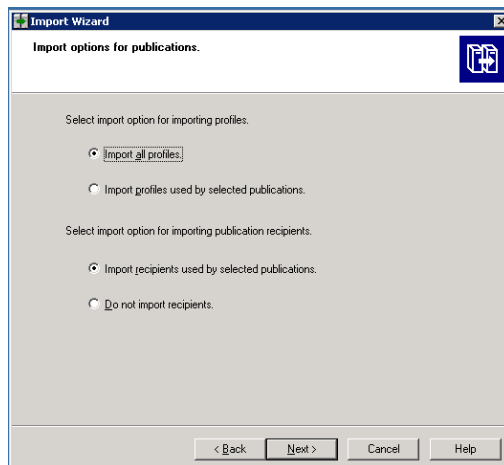 Import Wizard
Import options for publications.
Select import option for importing profiles.
Import all profiles.
Import profiles used by selected publications.
Select import option for importing publication recipients.
Import recipients used by selected publications.
Do not import recipients.
< Back Next > Cancel Help